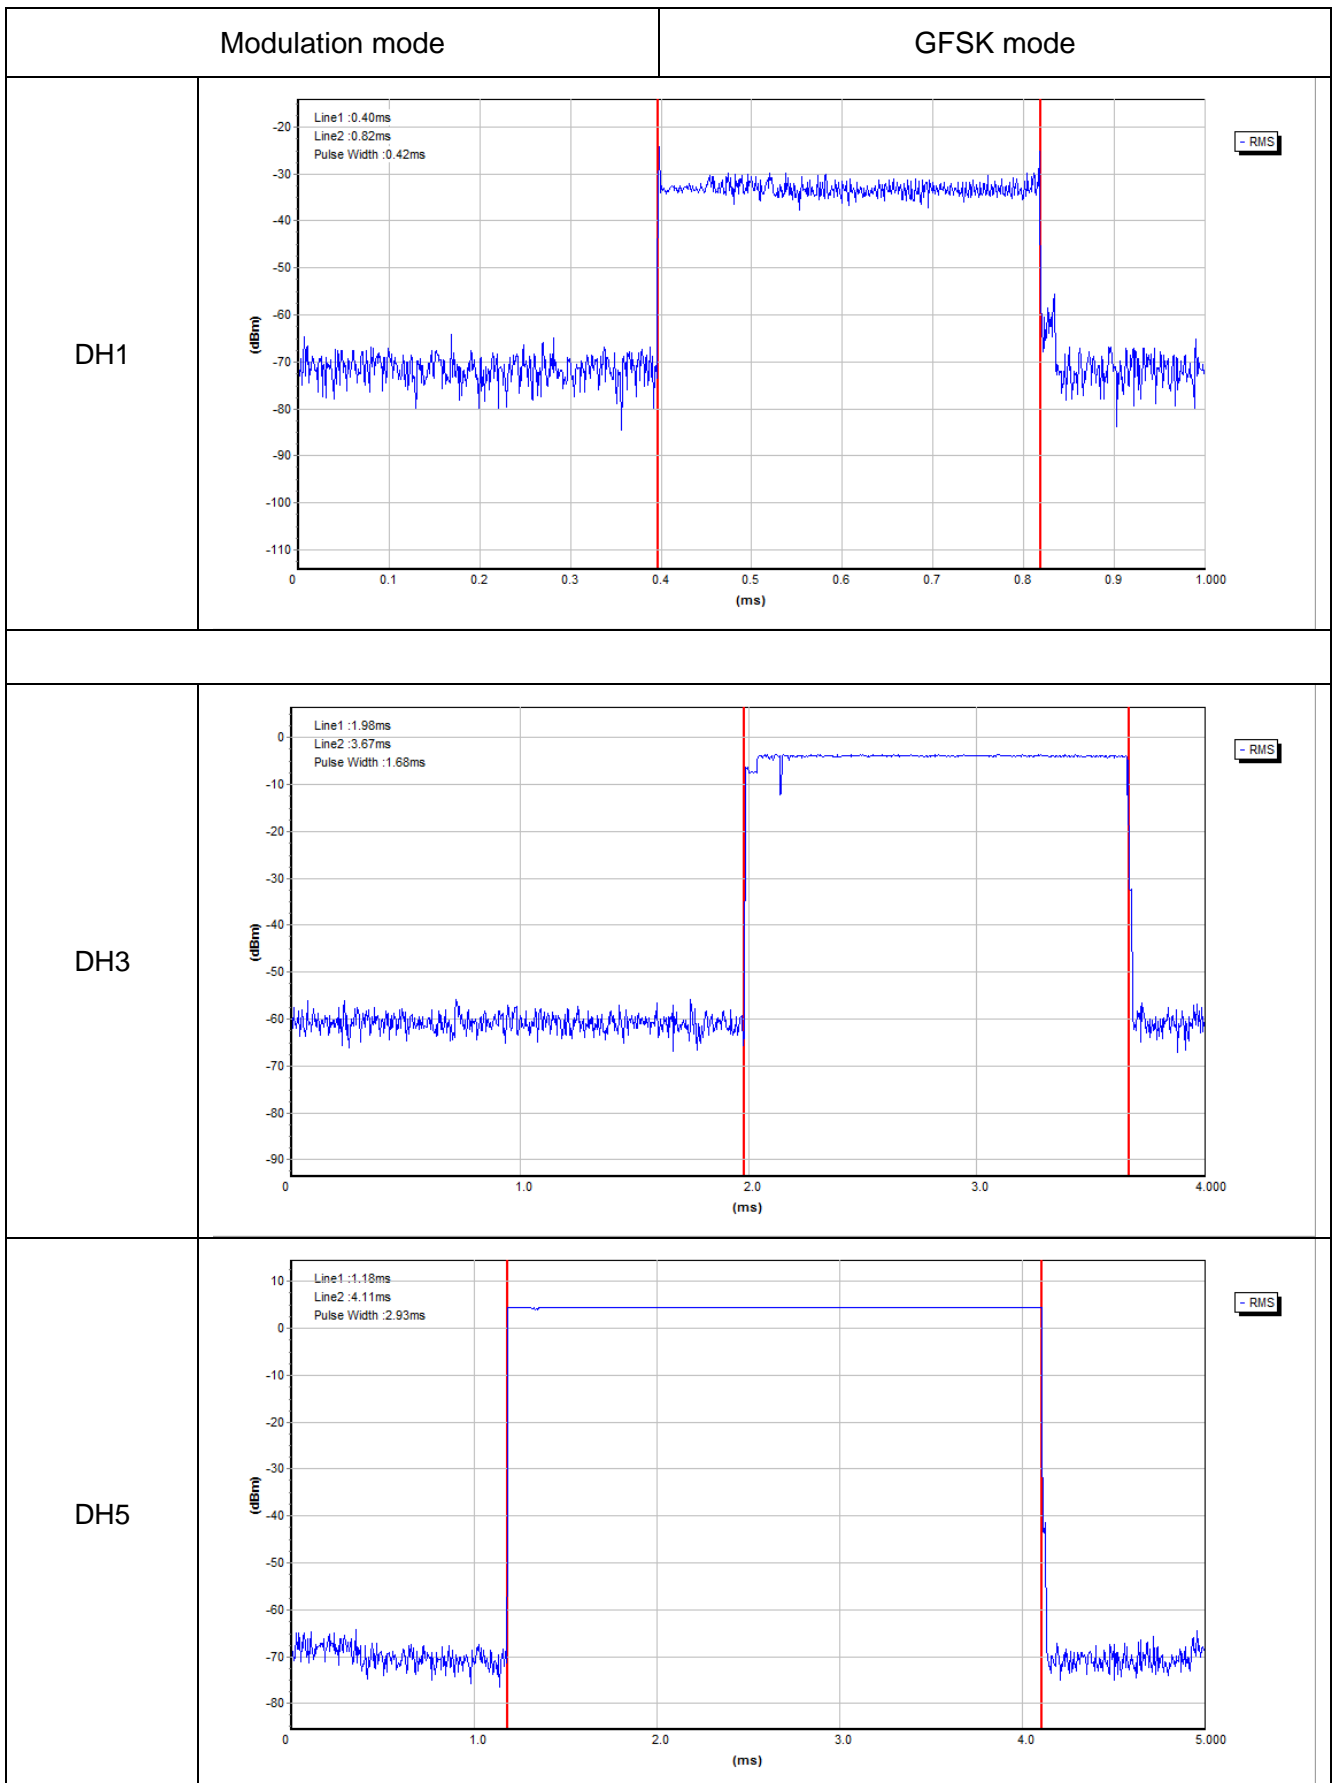 Modulation mode GFSK mode
DH1
Line1 :0.40ms
Line2 :0.82ms
Pulse Width :0.42ms
- RMS
-20
-30
-40
-50
-60
-70
-80
-90
-100
-110
(dBm)
0 0.1 0.2 0.3 0.4 0.5 0.6 0.7 0.8 0.9 1.000
(ms)
DH3
Line1 :1.98ms
Line2 :3.67ms
Pulse Width :1.68ms
- RMS
0
-10
-20
-30
-40
-50
-60
-70
-80
-90
(dBm)
0 1.0 2.0 3.0 4.000
(ms)
DH5
Line1 :1.18ms
Line2 :4.11ms
Pulse Width :2.93ms
- RMS
10
0
-10
-20
-30
-40
-50
-60
-70
-80
(dBm)
0 1.0 2.0 3.0 4.0 5.000
(ms)